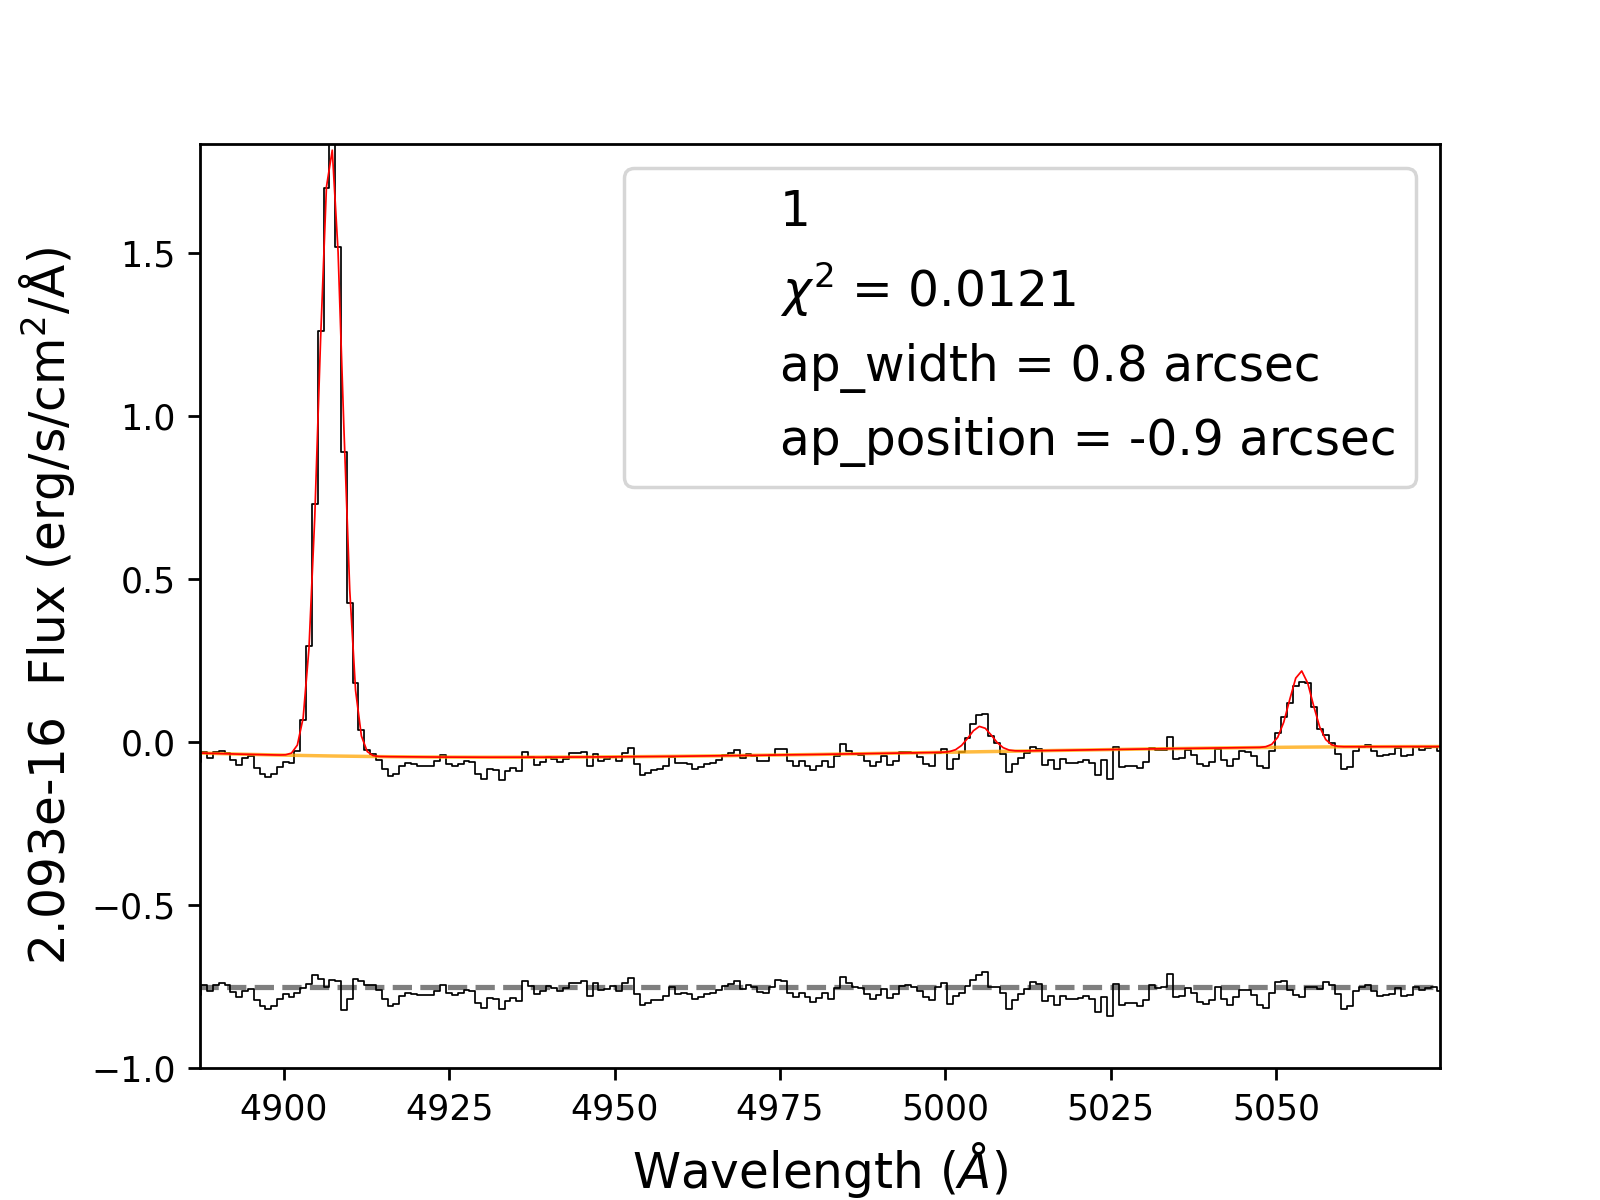 1
χ² = 0.0121
ap_width = 0.8 arcsec
ap_position = -0.9 arcsec
2.093e-16 Flux (erg/s/cm²/Å)
1.5
1.0
0.5
0.0
−0.5
−1.0
4900 4925 4950 4975 5000 5025 5050
Wavelength (Å)